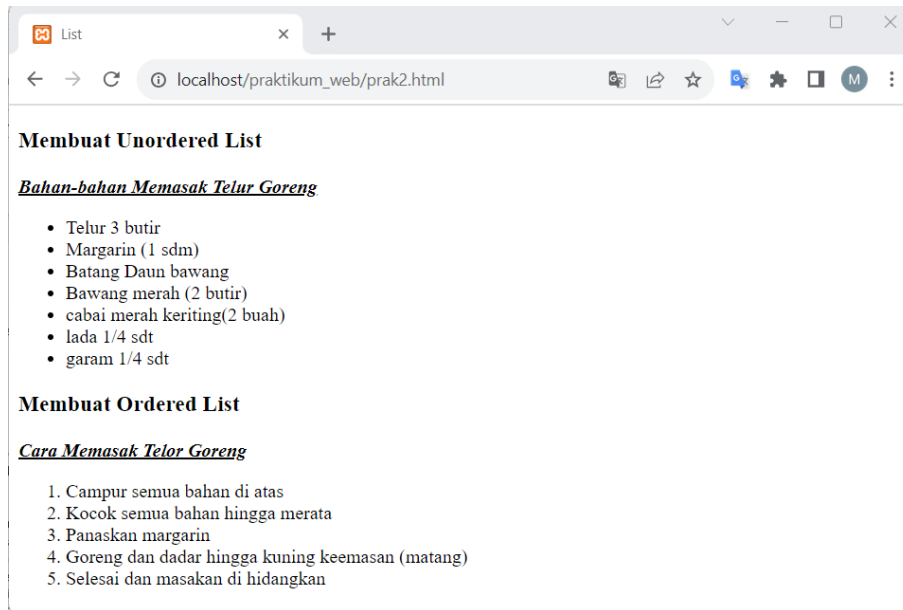 List
localhost/praktikum_web/prak2.html
M
Membuat Unordered List
Bahan-bahan Memasak Telur Goreng
• Telur 3 butir
• Margarin (1 sdm)
• Batang Daun bawang
• Bawang merah (2 butir)
• cabai merah keriting(2 buah)
• lada 1/4 sdt
• garam 1/4 sdt
Membuat Ordered List
Cara Memasak Telor Goreng
1. Campur semua bahan di atas
2. Kocok semua bahan hingga merata
3. Panaskan margarin
4. Goreng dan dadar hingga kuning keemasan (matang)
5. Selesai dan masakan di hidangkan